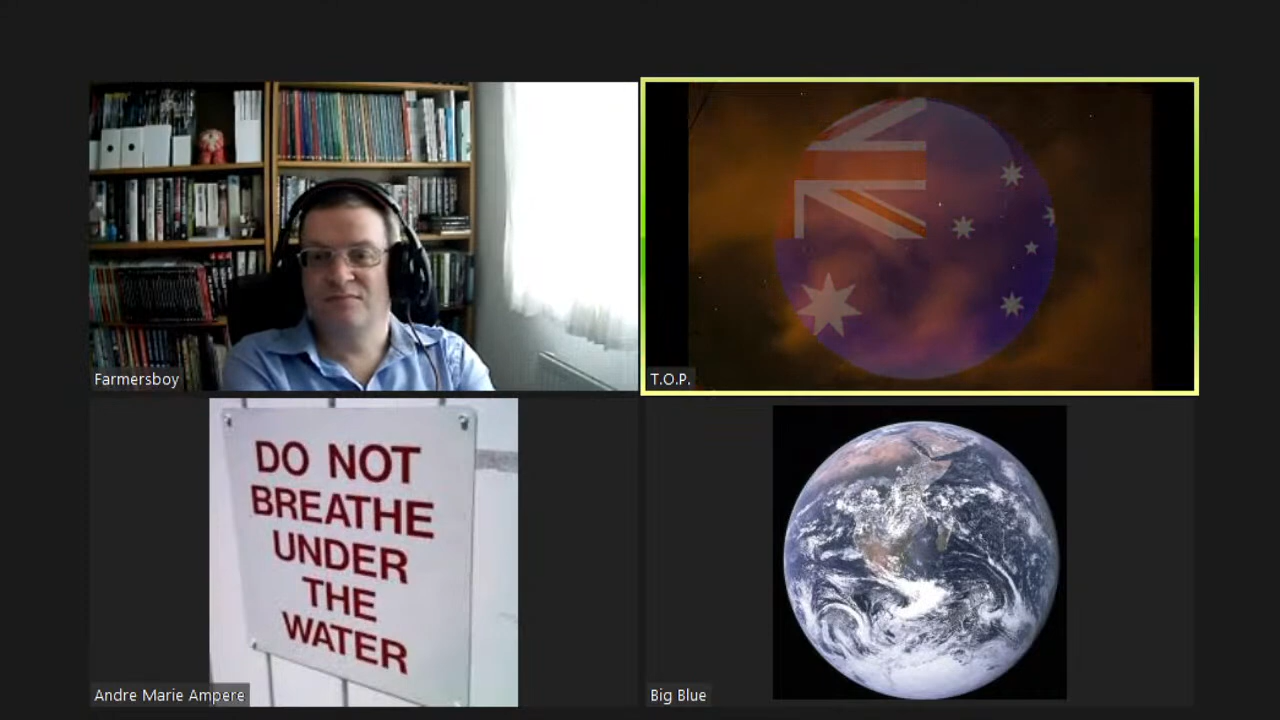 Farmersboy
T.O.P.
DO NOT
BREATHE
UNDER
THE
WATER
Andre Marie Ampere
Big Blue